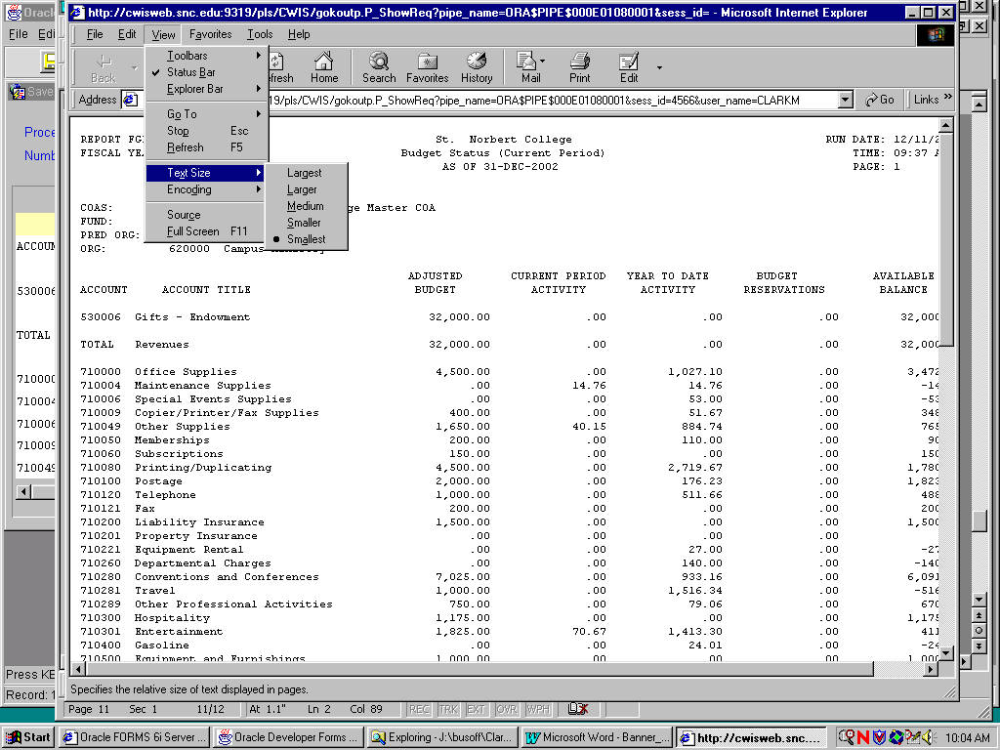 http://cwisweb.snc.edu:9319/pls/CWIS/gokoutp.P_ShowReq?pipe_name=ORA$PIPE$000E01080001&sess_id= - Microsoft Internet Explorer
File Edit View Favorites Tools Help
Back Refresh Home Search Favorites History Mail Print Edit
Address 19/pls/CWIS/gokoutp.P_ShowReq?pipe_name=ORA$PIPE$000E01080001&sess_id=4566&user_name=CLARKM Go Links »
Toolbars
Status Bar
Explorer Bar
Go To
Stop Esc
Refresh F5
Text Size
Encoding
Source
Full Screen F11
Largest
Larger
Medium
Smaller
Smallest
REPORT FG St. Norbert College RUN DATE: 12/11/2
FISCAL YE Budget Status (Current Period) TIME: 09:37 A
AS OF 31-DEC-2002 PAGE: 1
COAS: ge Master COA
FUND:
PRED ORG:
ORG: 620000 Campus
ADJUSTED CURRENT PERIOD YEAR TO DATE BUDGET AVAILABLE
ACCOUNT ACCOUNT TITLE BUDGET ACTIVITY ACTIVITY RESERVATIONS BALANCE
530006 Gifts - Endowment 32,000.00 .00 .00 .00 32,000
TOTAL Revenues 32,000.00 .00 .00 .00 32,000
710000 Office Supplies 4,500.00 .00 1,027.10 .00 3,472
710004 Maintenance Supplies .00 14.76 14.76 .00 -14
710006 Special Events Supplies .00 .00 53.00 .00 -53
710009 Copier/Printer/Fax Supplies 400.00 .00 51.67 .00 348
710049 Other Supplies 1,650.00 40.15 884.74 .00 765
710050 Memberships 200.00 .00 110.00 .00 90
710060 Subscriptions 150.00 .00 .00 .00 150
710080 Printing/Duplicating 4,500.00 .00 2,719.67 .00 1,780
710100 Postage 2,000.00 .00 176.23 .00 1,823
710120 Telephone 1,000.00 .00 511.66 .00 488
710121 Fax 200.00 .00 .00 .00 200
710200 Liability Insurance 1,500.00 .00 .00 .00 1,500
710201 Property Insurance .00 .00 .00 .00
710221 Equipment Rental .00 .00 27.00 .00 -27
710260 Departmental Charges .00 .00 140.00 .00 -140
710280 Conventions and Conferences 7,025.00 .00 933.16 .00 6,091
710281 Travel 1,000.00 .00 1,516.34 .00 -516
710289 Other Professional Activities 750.00 .00 79.06 .00 670
710300 Hospitality 1,175.00 .00 .00 .00 1,175
710301 Entertainment 1,825.00 70.67 1,413.30 .00 411
710400 Gasoline .00 .00 24.01 .00 -24
710500 Equipment and Furnishings 1,000.00 .00 .00 .00 1,000
Specifies the relative size of text displayed in pages.
Oracl
File Edi
Save
Proce
Numb
ACCOUN
530006
TOTAL
710000
710004
710006
710009
710049
Press KE
Record: 1
Page 11 Sec 1 11/12 At 1.1" Ln 2 Col 89 REC TRK EXT OVR WPH
Start Oracle FORMS 6i Server ... Oracle Developer Forms ... Exploring - J:\busoff\Clar... Microsoft Word - Banner_... http://cwisweb.snc.... 10:04 AM